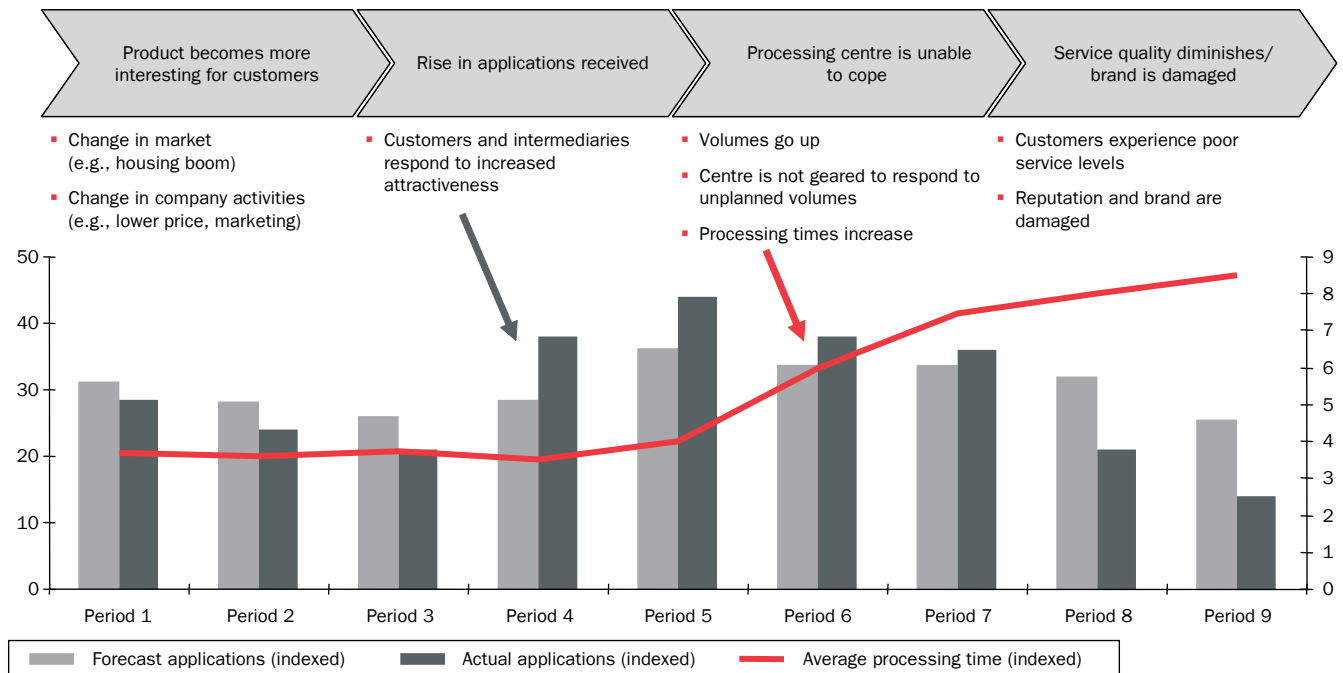 Product becomes more
interesting for customers
Rise in applications received
Processing centre is unable
to cope
Service quality diminishes/
brand is damaged
▪ Change in market
(e.g., housing boom)
▪ Change in company activities
(e.g., lower price, marketing)
▪ Customers and intermediaries
respond to increased
attractiveness
▪ Volumes go up
▪ Centre is not geared to respond to
unplanned volumes
▪ Processing times increase
▪ Customers experience poor
service levels
▪ Reputation and brand are
damaged
50
40
30
20
10
0
9
8
7
6
5
4
3
2
1
0
Period 1
Period 2
Period 3
Period 4
Period 5
Period 6
Period 7
Period 8
Period 9
Forecast applications (indexed)
Actual applications (indexed)
Average processing time (indexed)